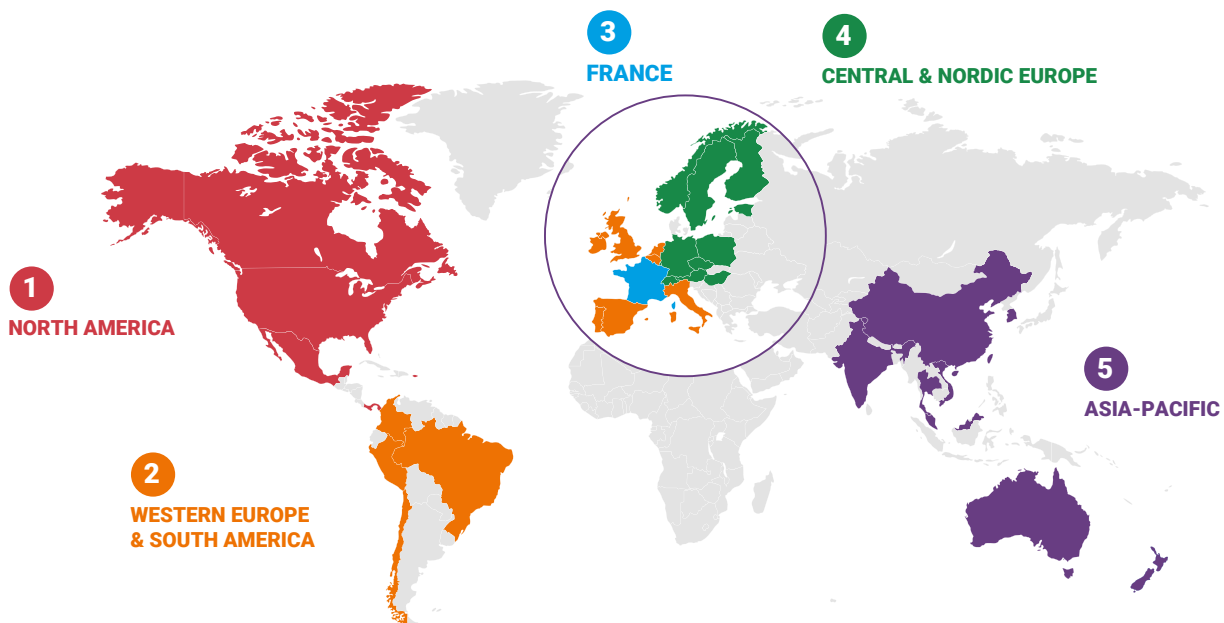 3
FRANCE
4
CENTRAL & NORDIC EUROPE
1
NORTH AMERICA
5
ASIA-PACIFIC
2
WESTERN EUROPE
& SOUTH AMERICA